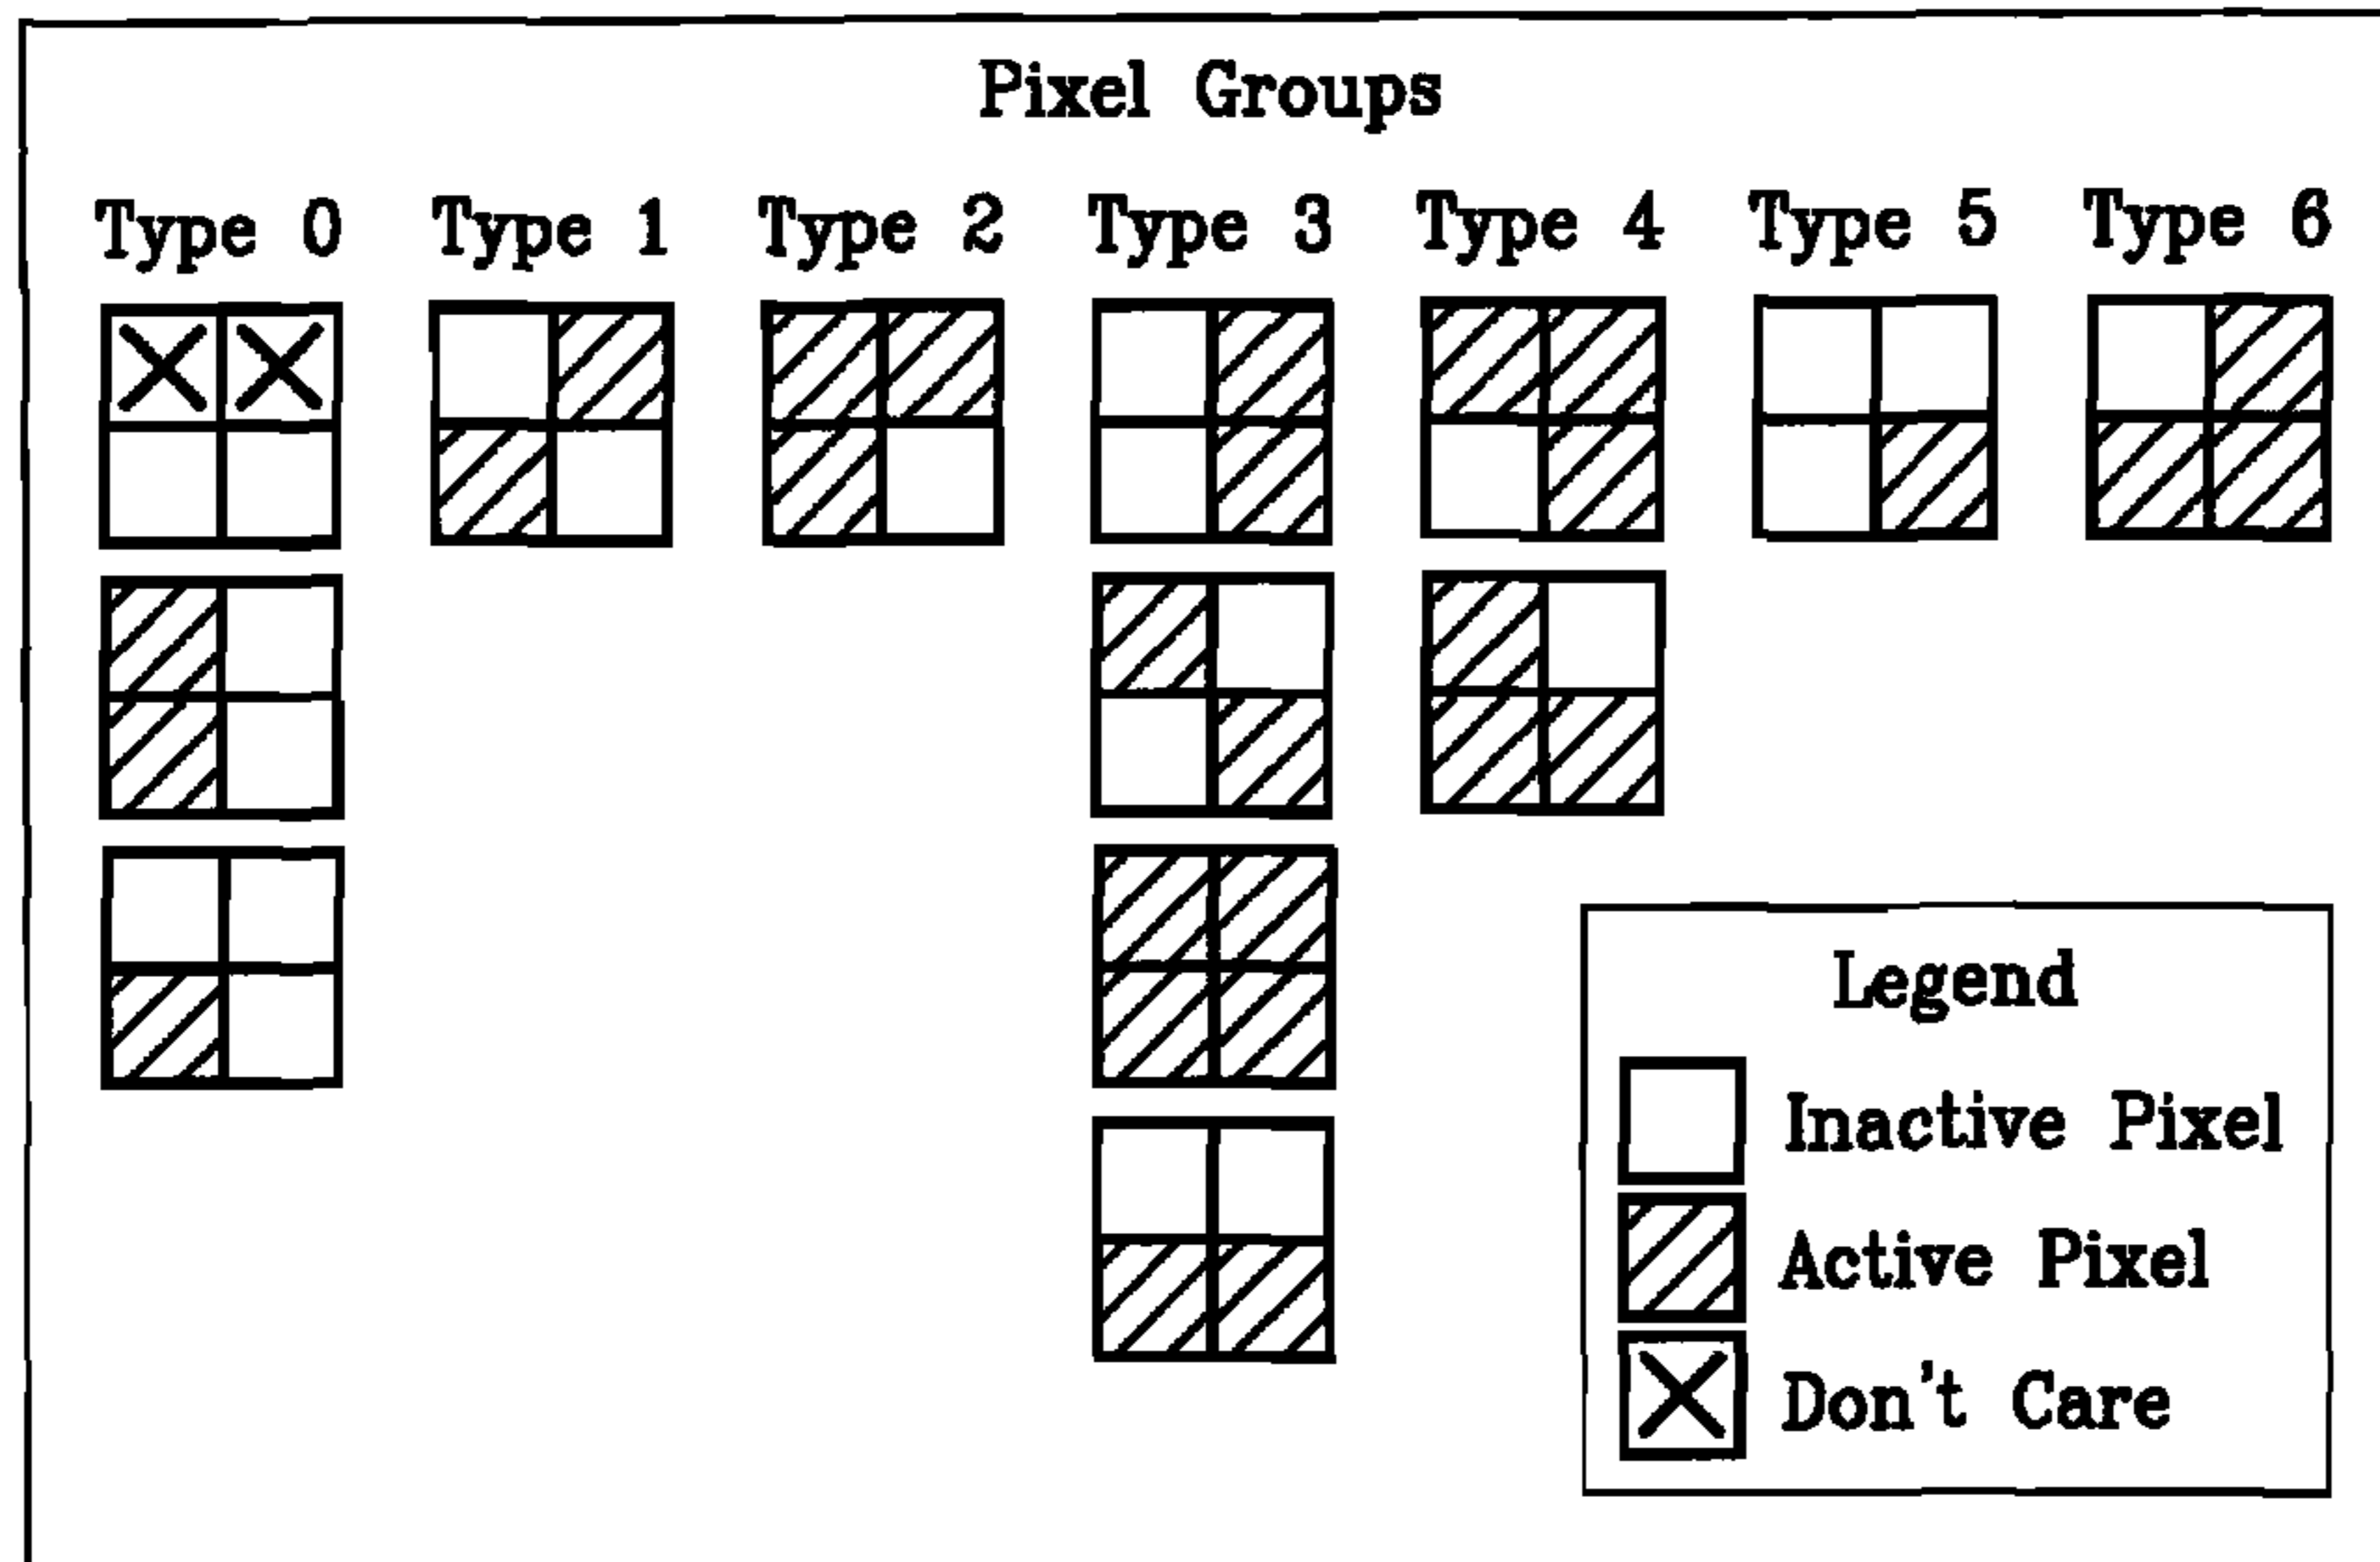 Pixel Groups
Type 0 Type 1 Type 2 Type 3 Type 4 Type 5 Type 6
Legend
Inactive Pixel
Active Pixel
Don't Care